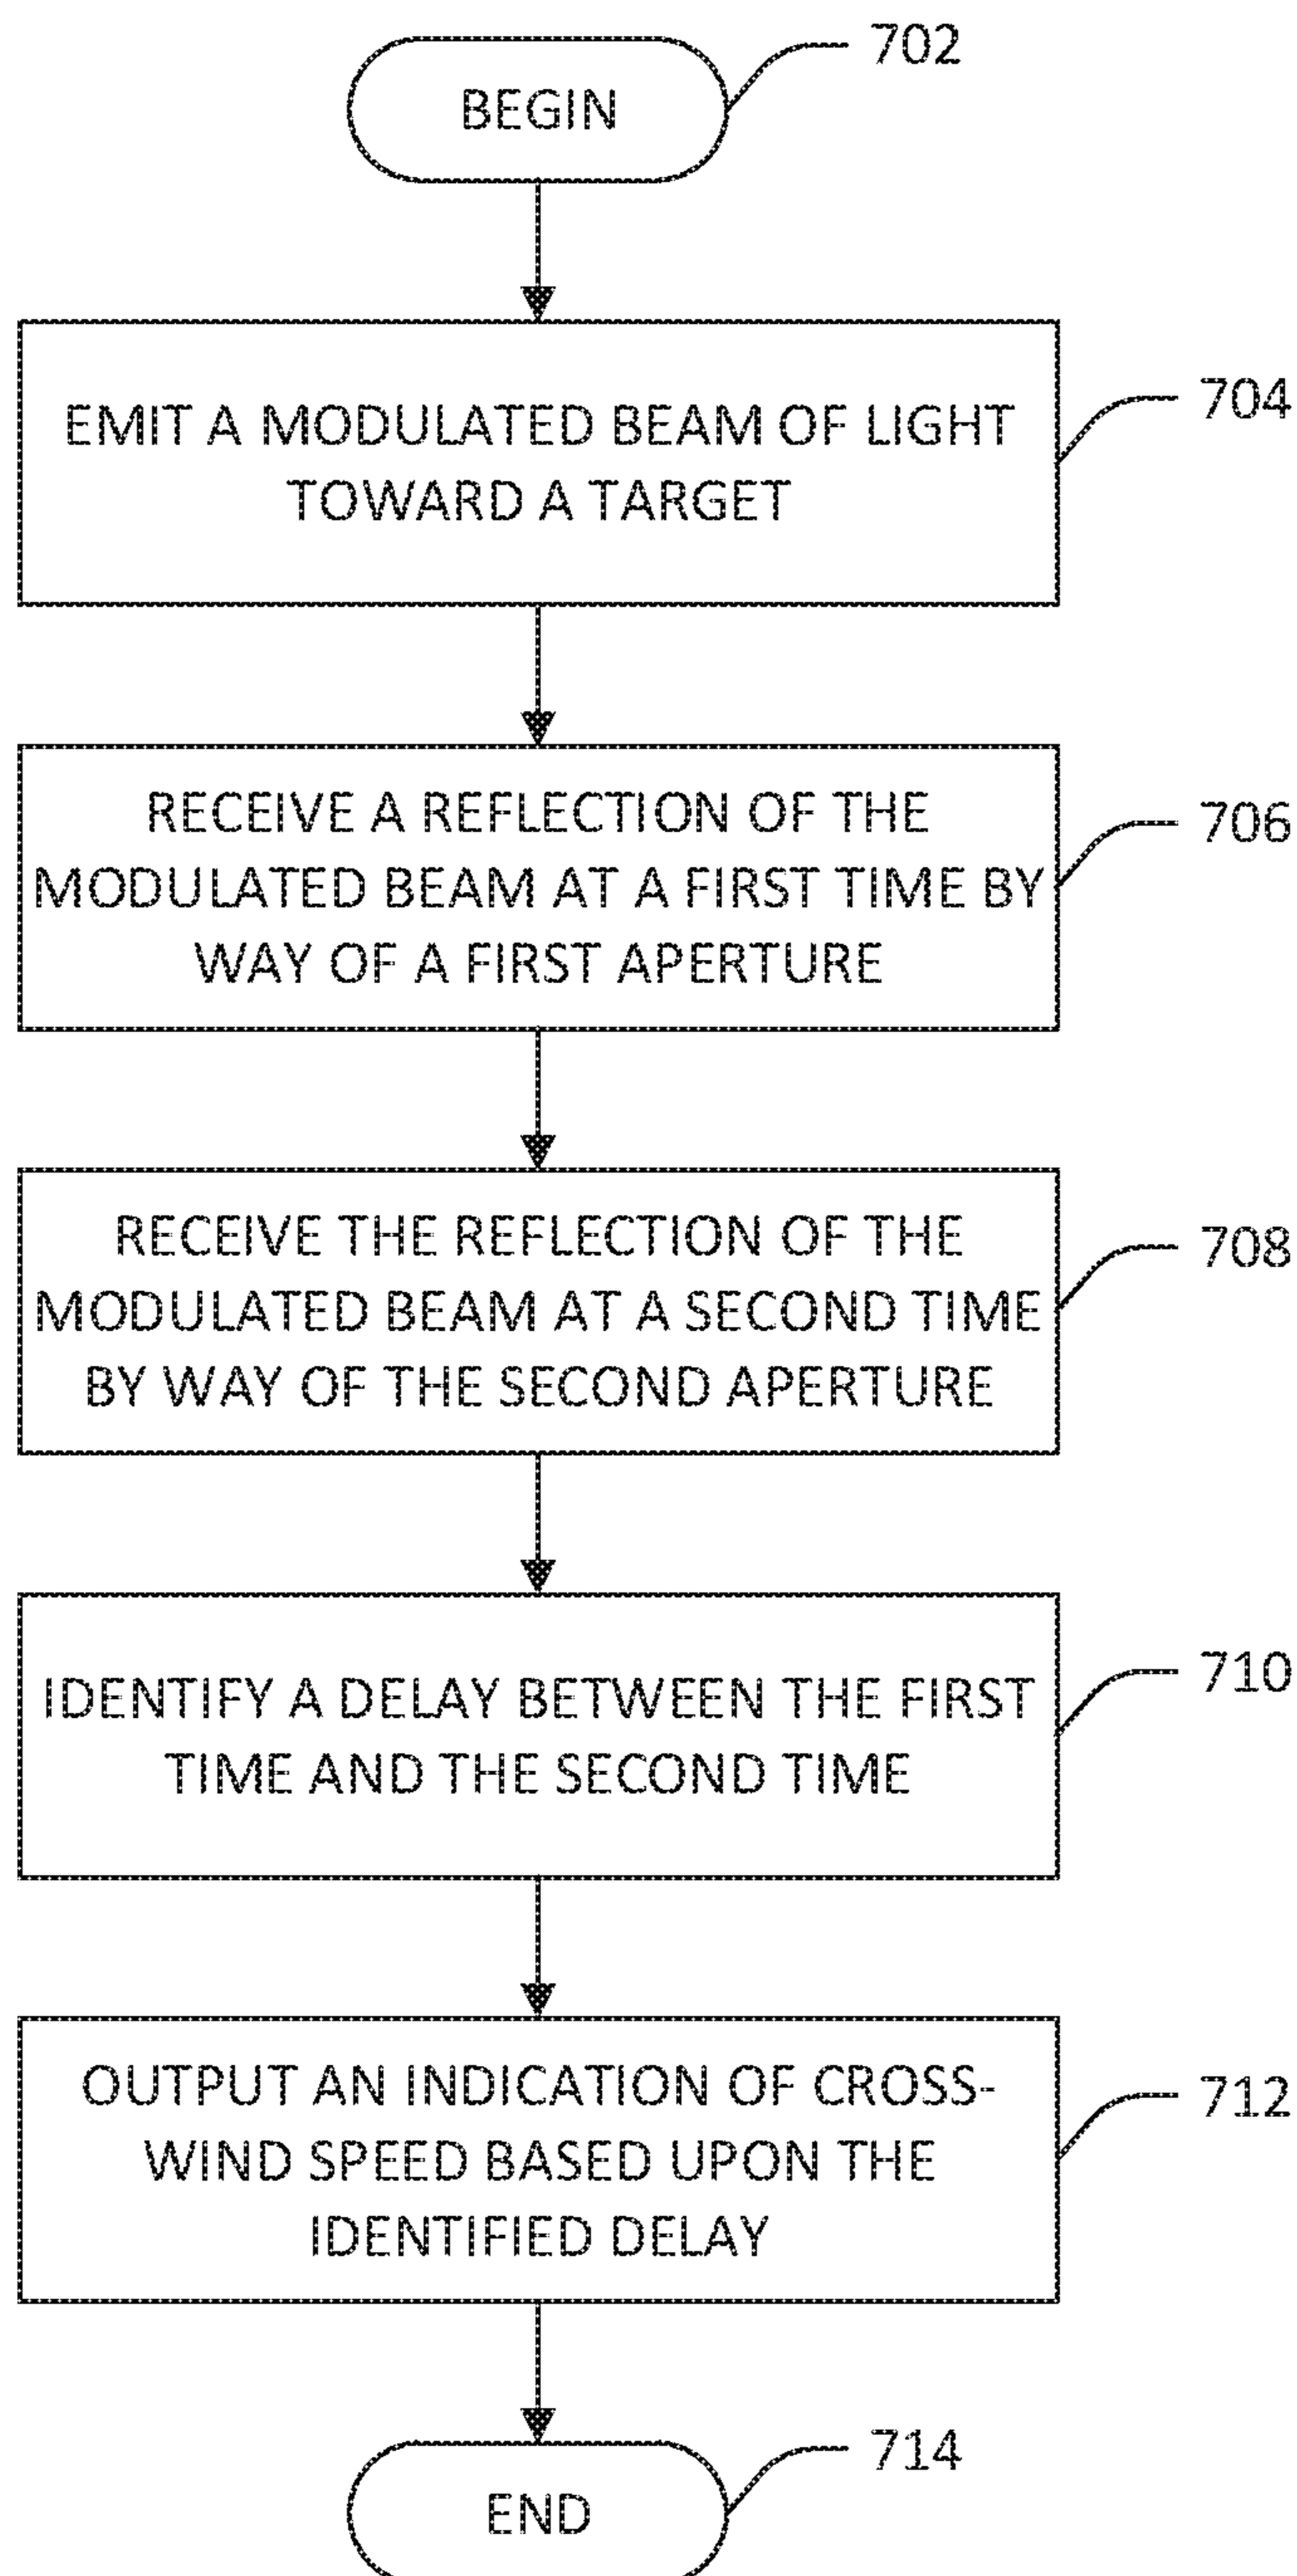 BEGIN
702
EMIT A MODULATED BEAM OF LIGHT
TOWARD A TARGET
704
RECEIVE A REFLECTION OF THE
MODULATED BEAM AT A FIRST TIME BY
WAY OF A FIRST APERTURE
706
RECEIVE THE REFLECTION OF THE
MODULATED BEAM AT A SECOND TIME
BY WAY OF THE SECOND APERTURE
708
IDENTIFY A DELAY BETWEEN THE FIRST
TIME AND THE SECOND TIME
710
OUTPUT AN INDICATION OF CROSS-
WIND SPEED BASED UPON THE
IDENTIFIED DELAY
712
END
714